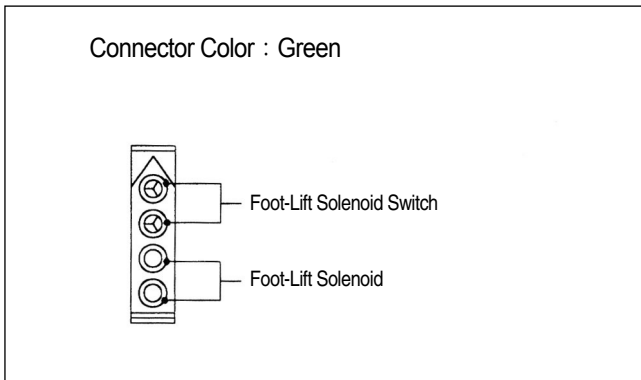 Connector Color : Green
Foot-Lift Solenoid Switch
Foot-Lift Solenoid